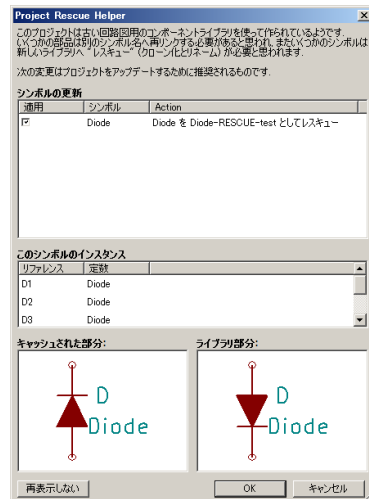 Project Rescue Helper
このプロジェクトは古い回路図用のコンポーネントライブラリを使って作られているようです.
いくつかの部品は別のシンボル名へ再リンクする必要があると思われ、またいくつかのシンボルは
新しいライブラリへ "レスキュー" (クローン化とリネーム) が必要と思われます.
次の変更はプロジェクトをアップデートするために推奨されるものです.
シンボルの更新
適用 シンボル Action
Diode Diode を Diode-RESCUE-test としてレスキュー
このシンボルのインスタンス
リファレンス 定数
D1 Diode
D2 Diode
D3 Diode
キャッシュされた部分: ライブラリ部分:
D D
Diode Diode
再表示しない OK キャンセル